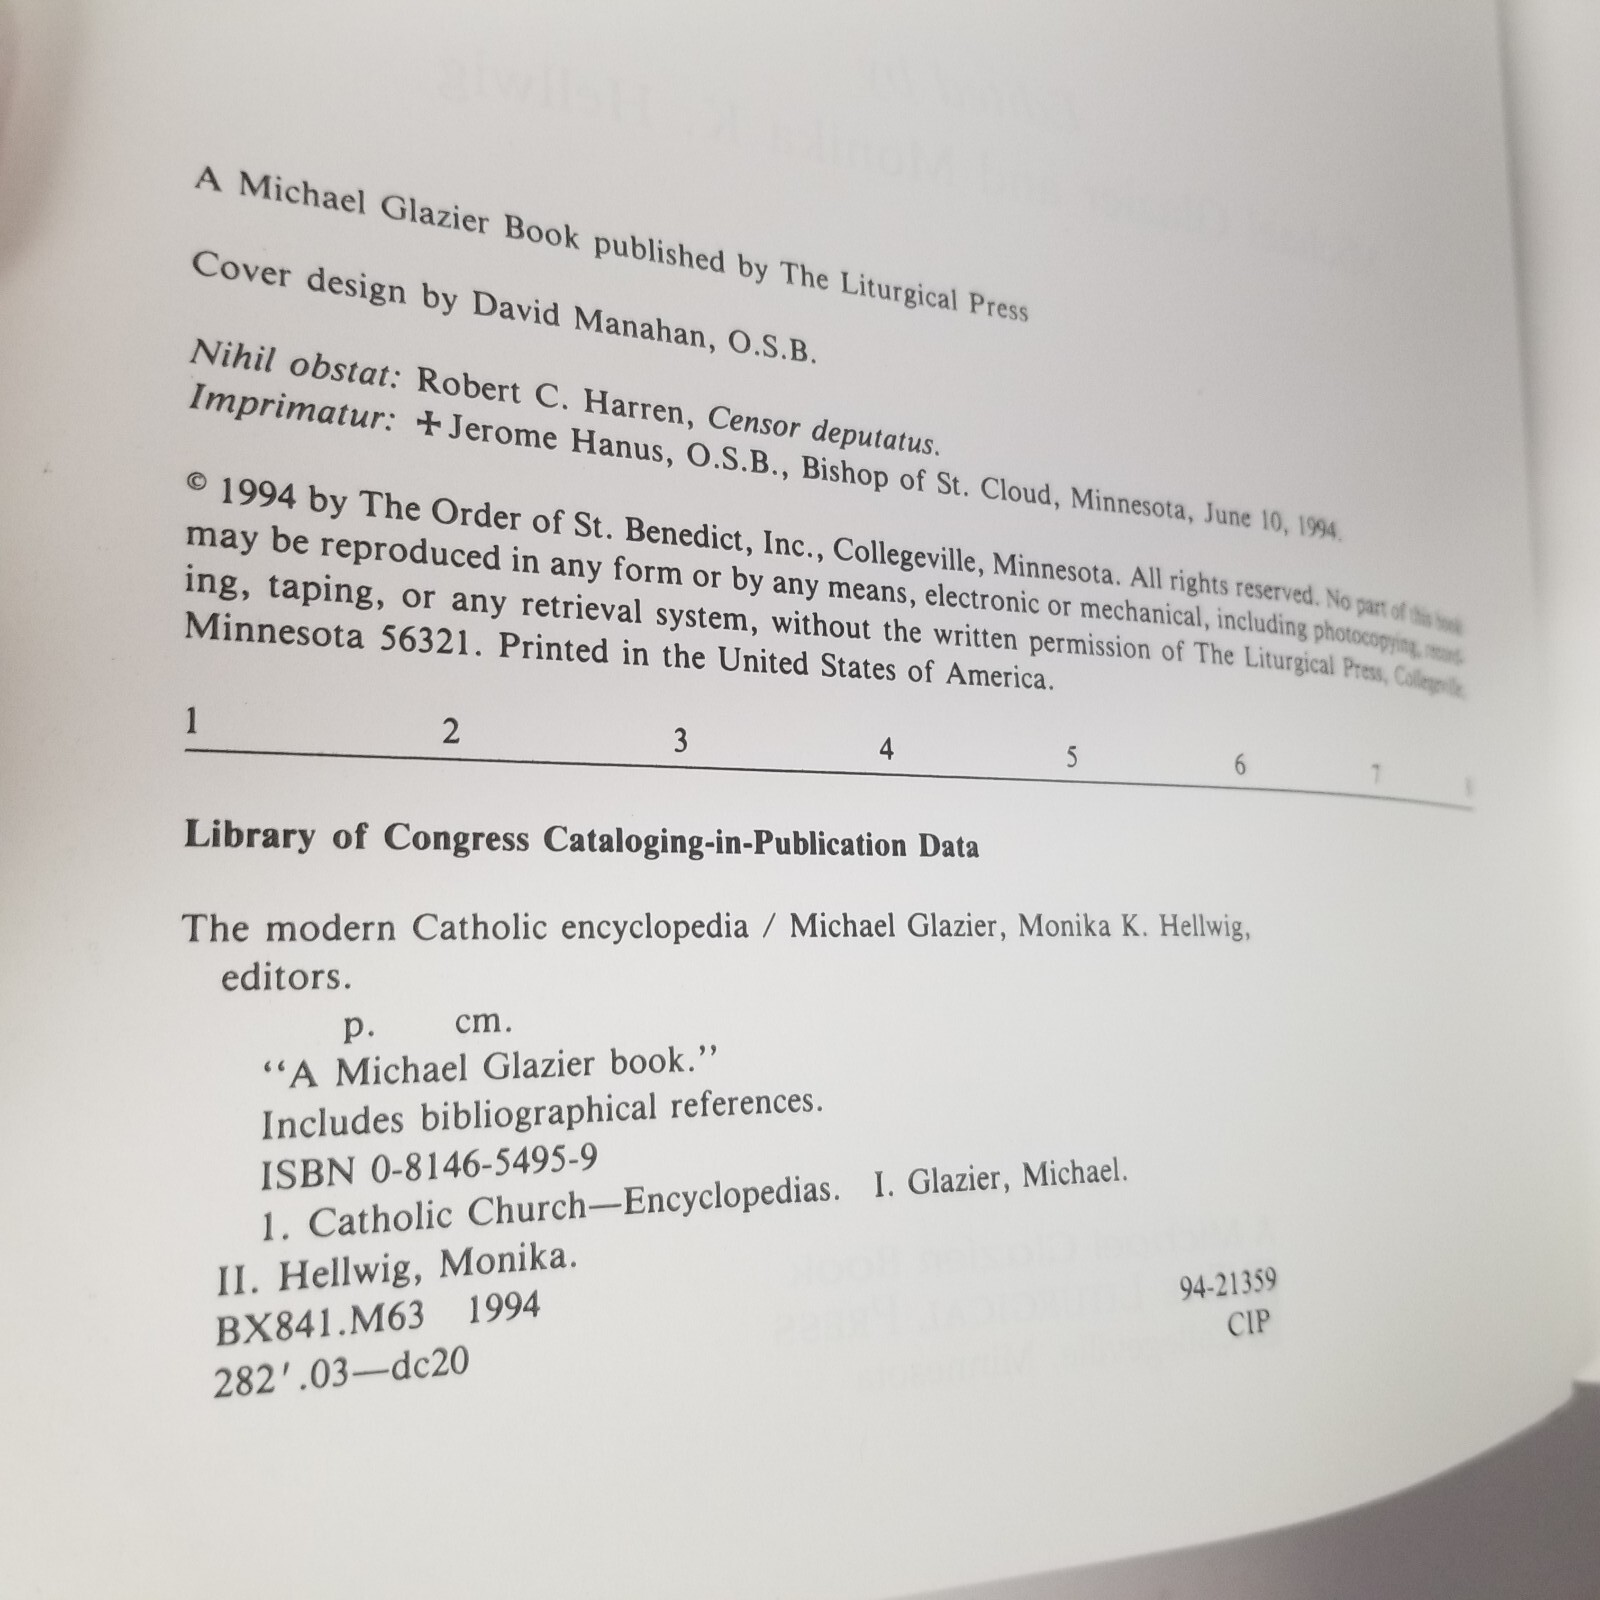 A Michael Glazier Book published by The Liturgical Press
Cover design by David Manahan, O.S.B.
Nihil obstat: Robert C. Harren, Censor deputatus.
Imprimatur: +Jerome Hanus, O.S.B., Bishop of St. Cloud, Minnesota, June 10, 1994.
© 1994 by The Order of St. Benedict, Inc., Collegeville, Minnesota. All rights reserved. No part of this book
may be reproduced in any form or by any means, electronic or mechanical, including photocopying, record-
ing, taping, or any retrieval system, without the written permission of The Liturgical Press, Collegeville,
Minnesota 56321. Printed in the United States of America.
1 2 3 4 5 6 7
Library of Congress Cataloging-in-Publication Data
The modern Catholic encyclopedia / Michael Glazier, Monika K. Hellwig,
editors.
p. cm.
“A Michael Glazier book.”
Includes bibliographical references.
ISBN 0-8146-5495-9
1. Catholic Church—Encyclopedias. I. Glazier, Michael.
II. Hellwig, Monika.
BX841.M63 1994
94-21359
282'.03—dc20
CIP